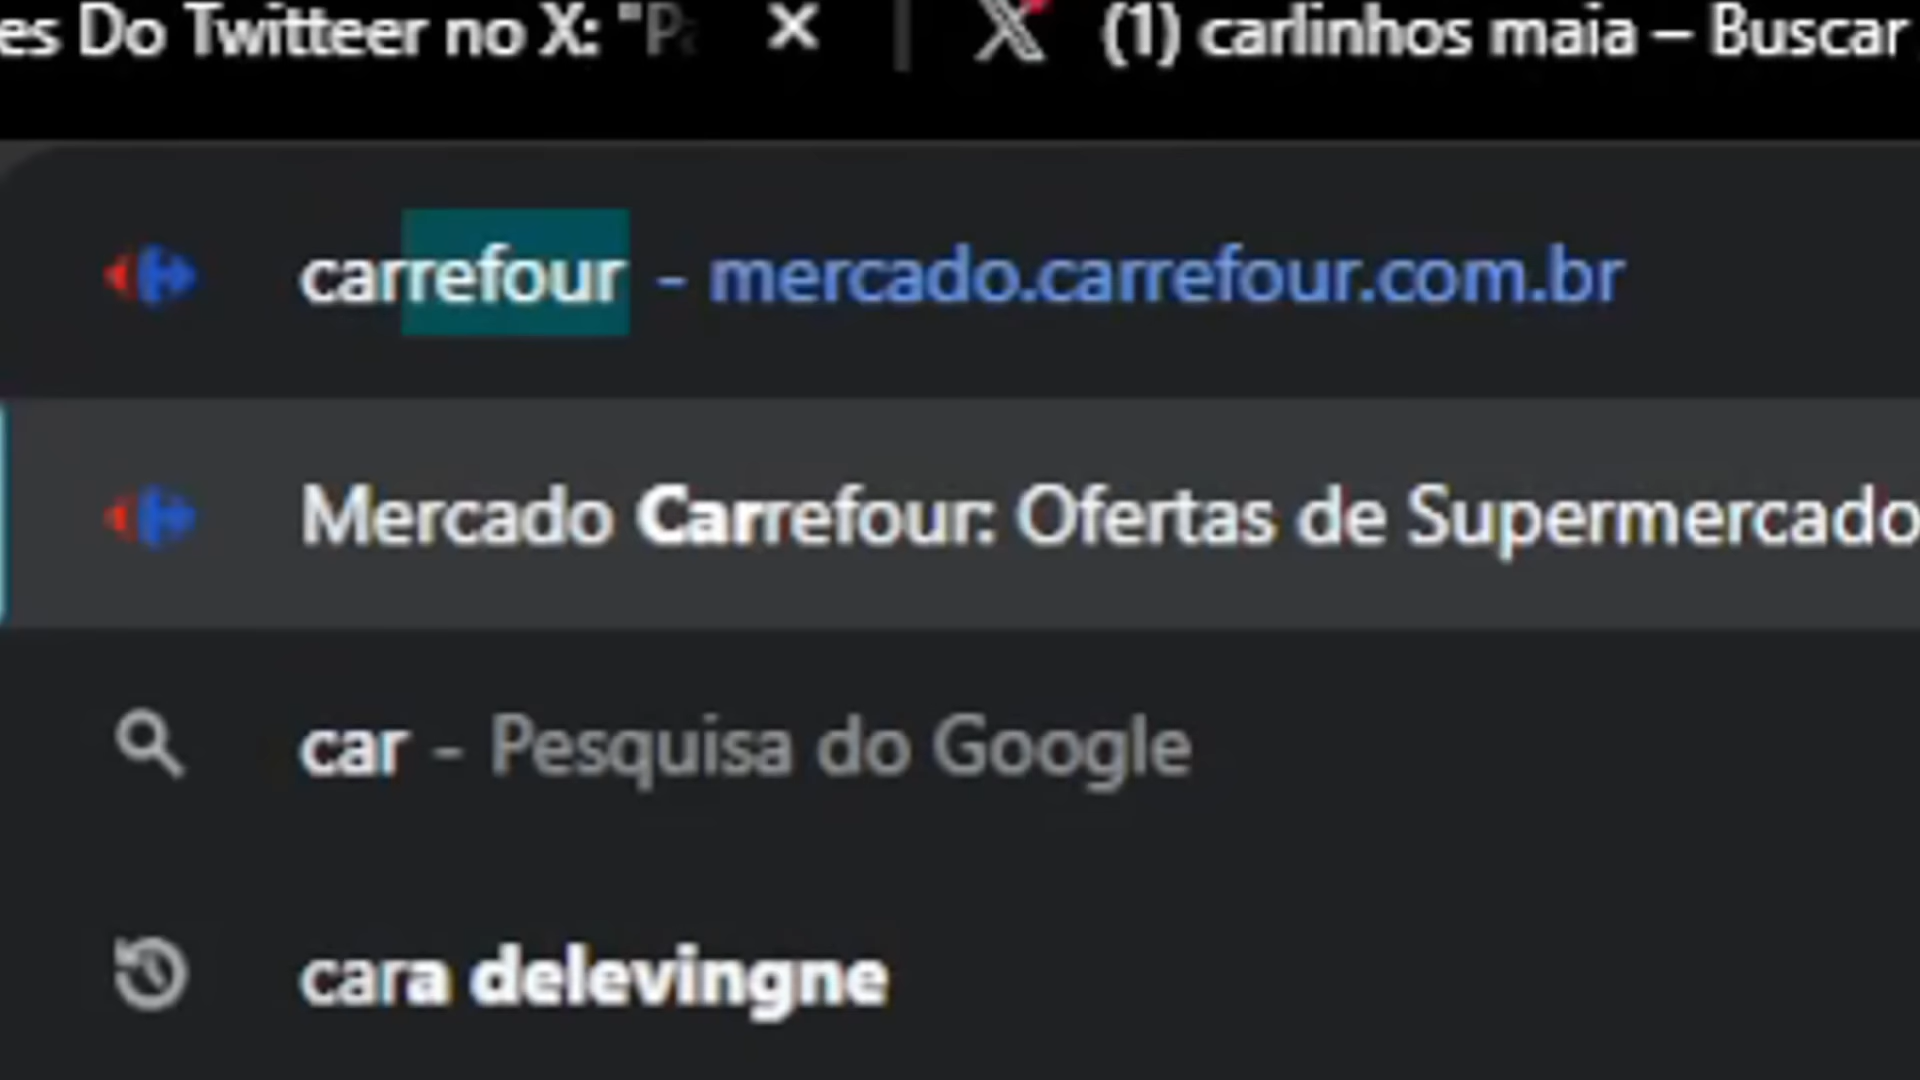 es Do Twitteer no X: "P
(1) carlinhos maia – Buscar
carrefour - mercado.carrefour.com.br
Mercado Carrefour: Ofertas de Supermercado
car - Pesquisa do Google
cara delevingne